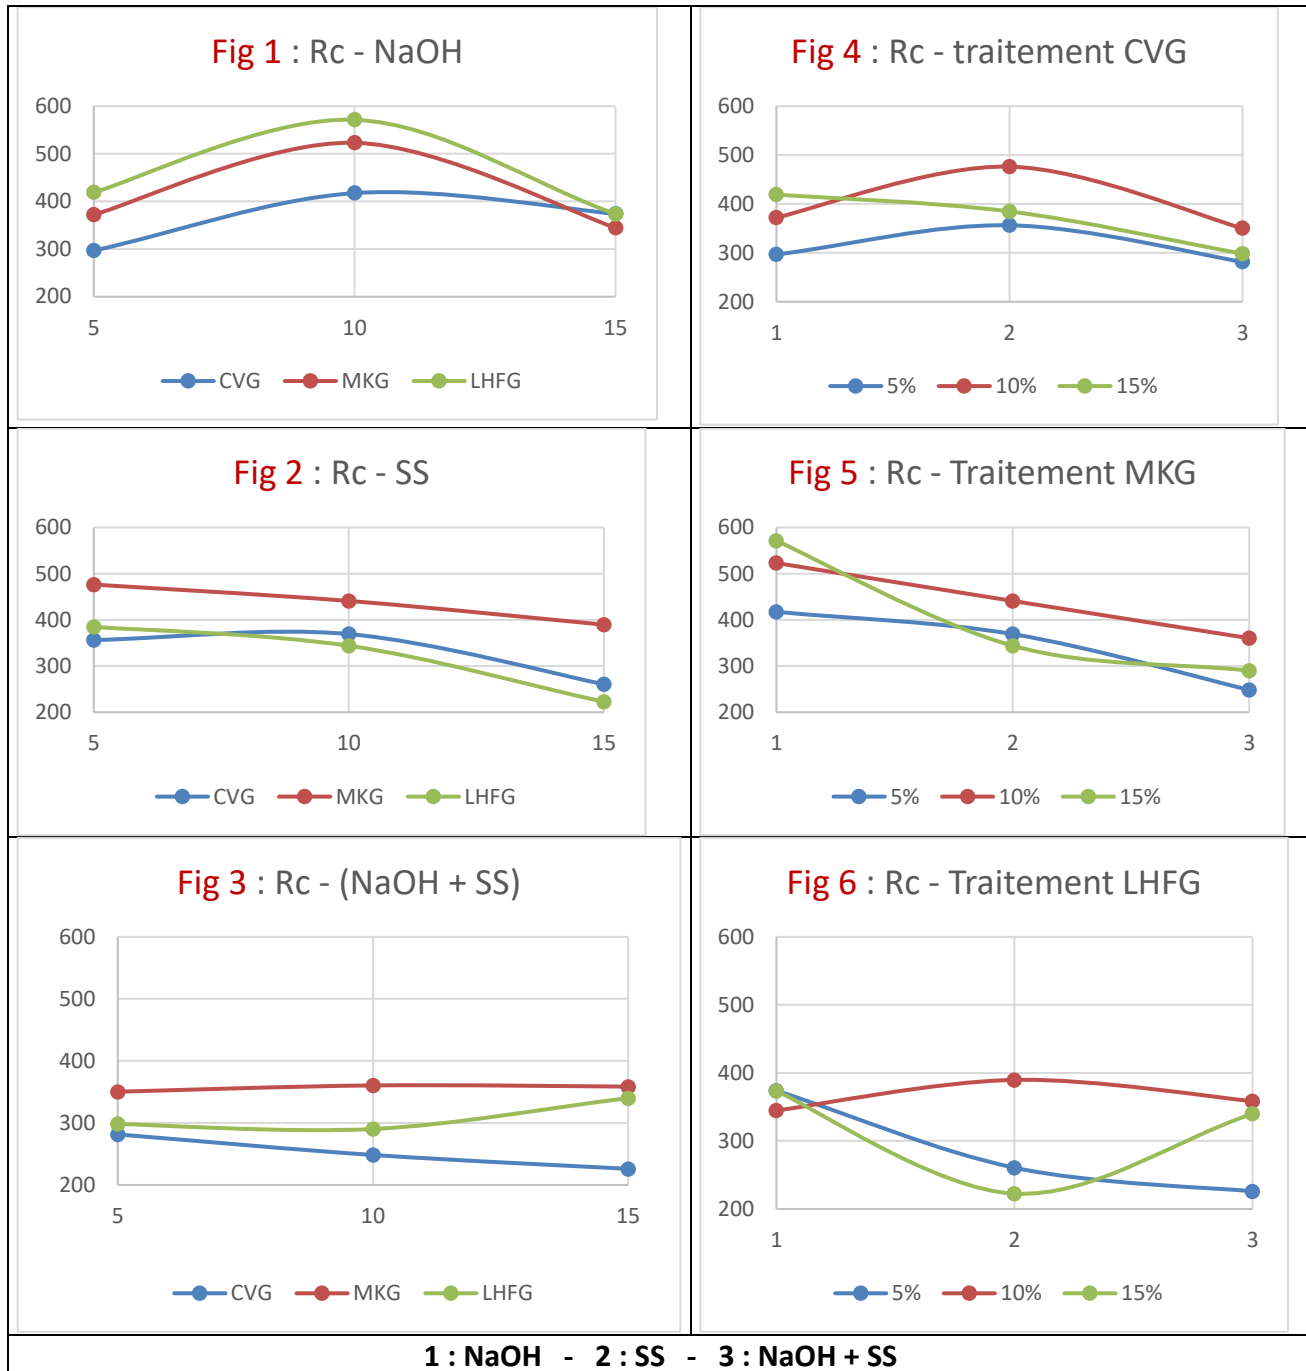 Fig 1 : Rc - NaOH
600
500
400
300
200
5 10 15
CVG MKG LHFG
Fig 4 : Rc - traitement CVG
600
500
400
300
200
1 2 3
5% 10% 15%
Fig 2 : Rc - SS
600
500
400
300
200
5 10 15
CVG MKG LHFG
Fig 5 : Rc - Traitement MKG
600
500
400
300
200
1 2 3
5% 10% 15%
Fig 3 : Rc - (NaOH + SS)
600
500
400
300
200
5 10 15
CVG MKG LHFG
Fig 6 : Rc - Traitement LHFG
600
500
400
300
200
1 2 3
5% 10% 15%
1 : NaOH - 2 : SS - 3 : NaOH + SS